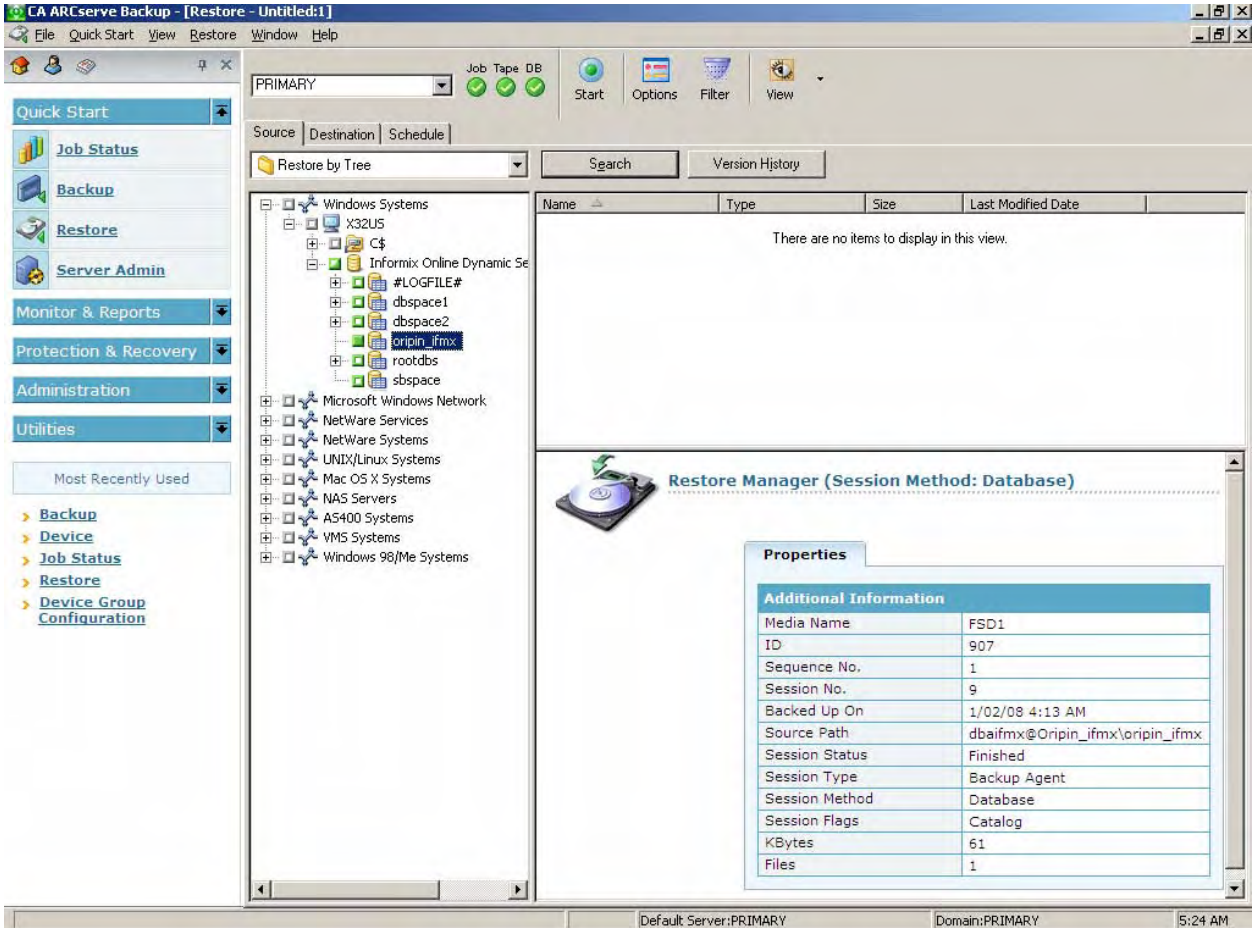 CA ARCserve Backup - [Restore - Untitled:1]
File Quick Start View Restore Window Help
PRIMARY
Job Tape DB
Start
Options
Filter
View
Quick Start
Job Status
Backup
Restore
Server Admin
Monitor & Reports
Protection & Recovery
Administration
Utilities
Most Recently Used
Backup
Device
Job Status
Restore
Device Group
Configuration
Source
Destination
Schedule
Restore by Tree
Search
Version History
Windows Systems
X32US
C$
Informix Online Dynamic Se
#LOGFILE#
dbspace1
dbspace2
oripin_ifmx
rootdbs
sbspace
Microsoft Windows Network
NetWare Services
NetWare Systems
UNIX/Linux Systems
Mac OS X Systems
NAS Servers
AS400 Systems
VMS Systems
Windows 98/Me Systems
Name Type Size Last Modified Date
There are no items to display in this view.
Restore Manager (Session Method: Database)
Properties
Additional Information
Media Name FSD1
ID 907
Sequence No. 1
Session No. 9
Backed Up On 1/02/08 4:13 AM
Source Path dbaifmx@Oripin_ifmx\oripin_ifmx
Session Status Finished
Session Type Backup Agent
Session Method Database
Session Flags Catalog
KBytes 61
Files 1
Default Server:PRIMARY
Domain:PRIMARY
5:24 AM